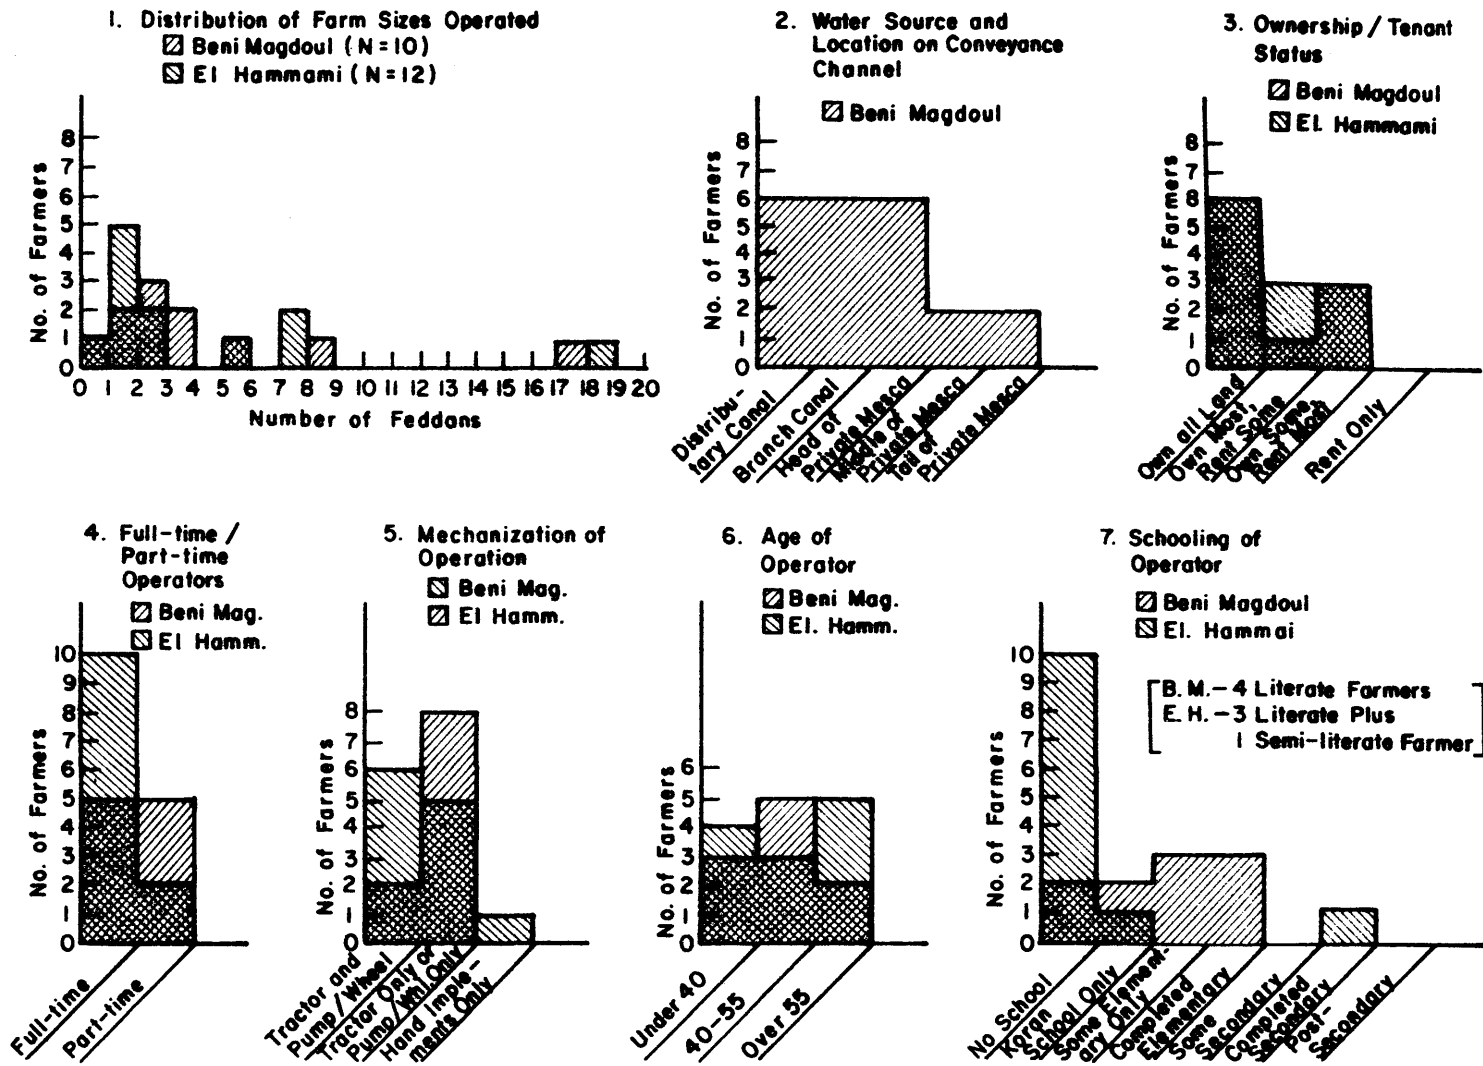 1. Distribution of Farm Sizes Operated
Beni Magdoul (N=10)
El Hammami (N=12)
No. of Farmers
8
7
6
5
4
3
2
1
0
0 1 2 3 4 5 6 7 8 9 10 11 12 13 14 15 16 17 18 19 20
Number of Feddans
2. Water Source and
Location on Conveyance
Channel
Beni Magdoul
No. of Farmers
8
7
6
5
4
3
2
1
0
Distribu-
tary Canal
Branch Canal
Head of
Private Mesca
Middle of
Private Mesca
Tail of
Private Mesca
3. Ownership / Tenant
Status
Beni Magdoul
El. Hammami
No. of Farmers
8
7
8
5
4
3
2
1
0
Own all Land
Own Most,
Rent Some
Own Some,
Rent Most
Rent Only
4. Full-time /
Part-time
Operators
Beni Mag.
El Hamm.
No. of Farmers
10
9
8
7
6
5
4
3
2
1
0
Full-time
Part-time
5. Mechanization of
Operation
Beni Mag.
El Hamm.
No. of Farmers
8
7
6
5
4
3
2
1
0
Tractor and
Pump/Wheel
Tractor Only or
Pump/Whl.Only
Hand Imple-
ments Only
6. Age of
Operator
Beni Mag.
El. Hamm.
No. of Farmers
6
5
4
3
2
1
0
Under 40
40-55
Over 55
7. Schooling of
Operator
Beni Magdoul
El. Hammai
B.M.-4 Literate Farmers
E.H.-3 Literate Plus
1 Semi-literate Farmer
No. of Farmers
10
9
8
7
6
5
4
3
2
1
0
No School
Koran
School Only
Some Element-
ary Only
Completed
Elementary
Some
Secondary
Completed
Secondary
Post-
Secondary